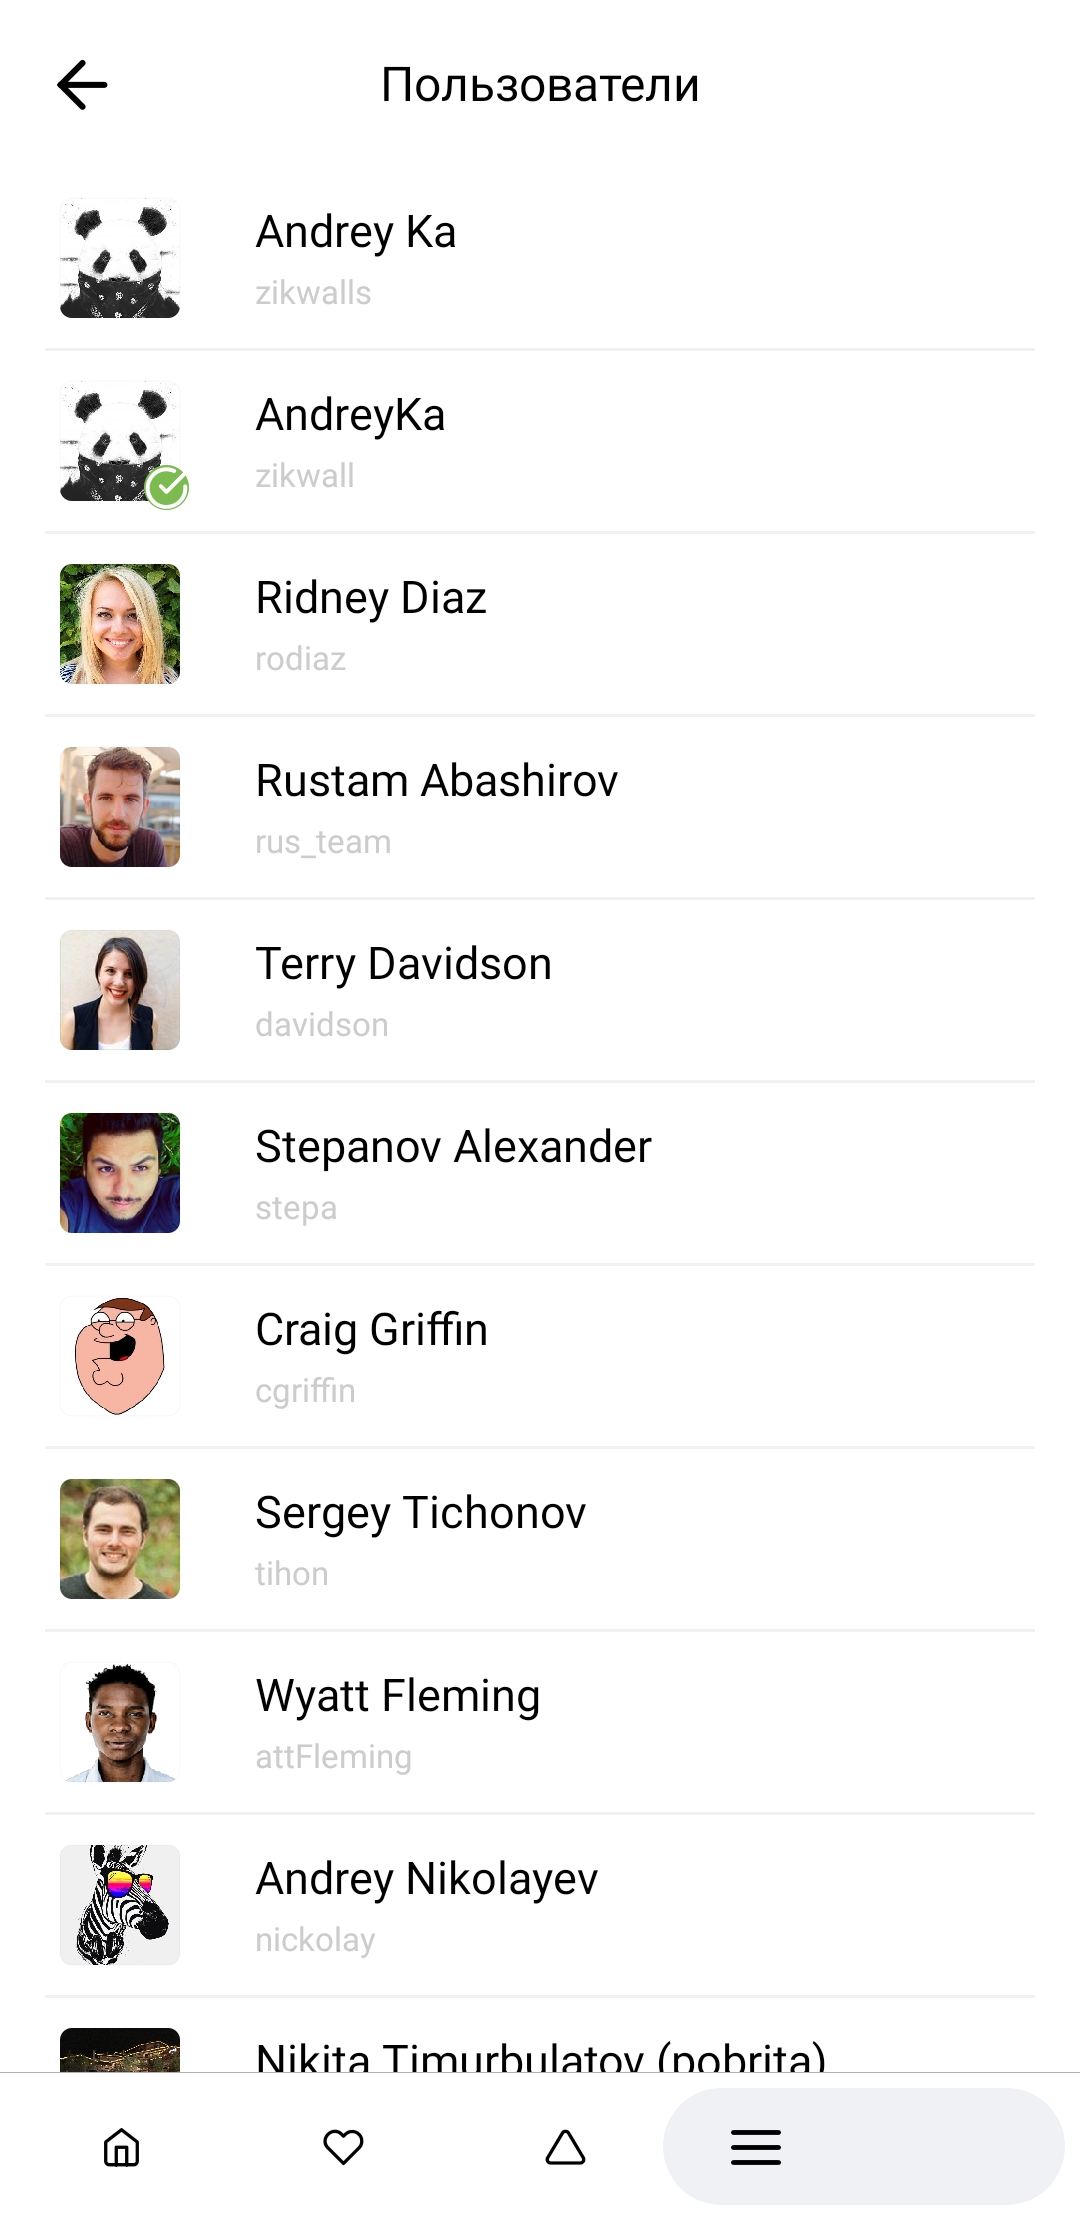 Пользователи
Andrey Ka
zikwalls
AndreyKa
zikwall
Ridney Diaz
rodiaz
Rustam Abashirov
rus_team
Terry Davidson
davidson
Stepanov Alexander
stepa
Craig Griffin
cgriffin
Sergey Tichonov
tihon
Wyatt Fleming
attFleming
Andrey Nikolayev
nickolay
Nikita Timurbulatov (pobrita)